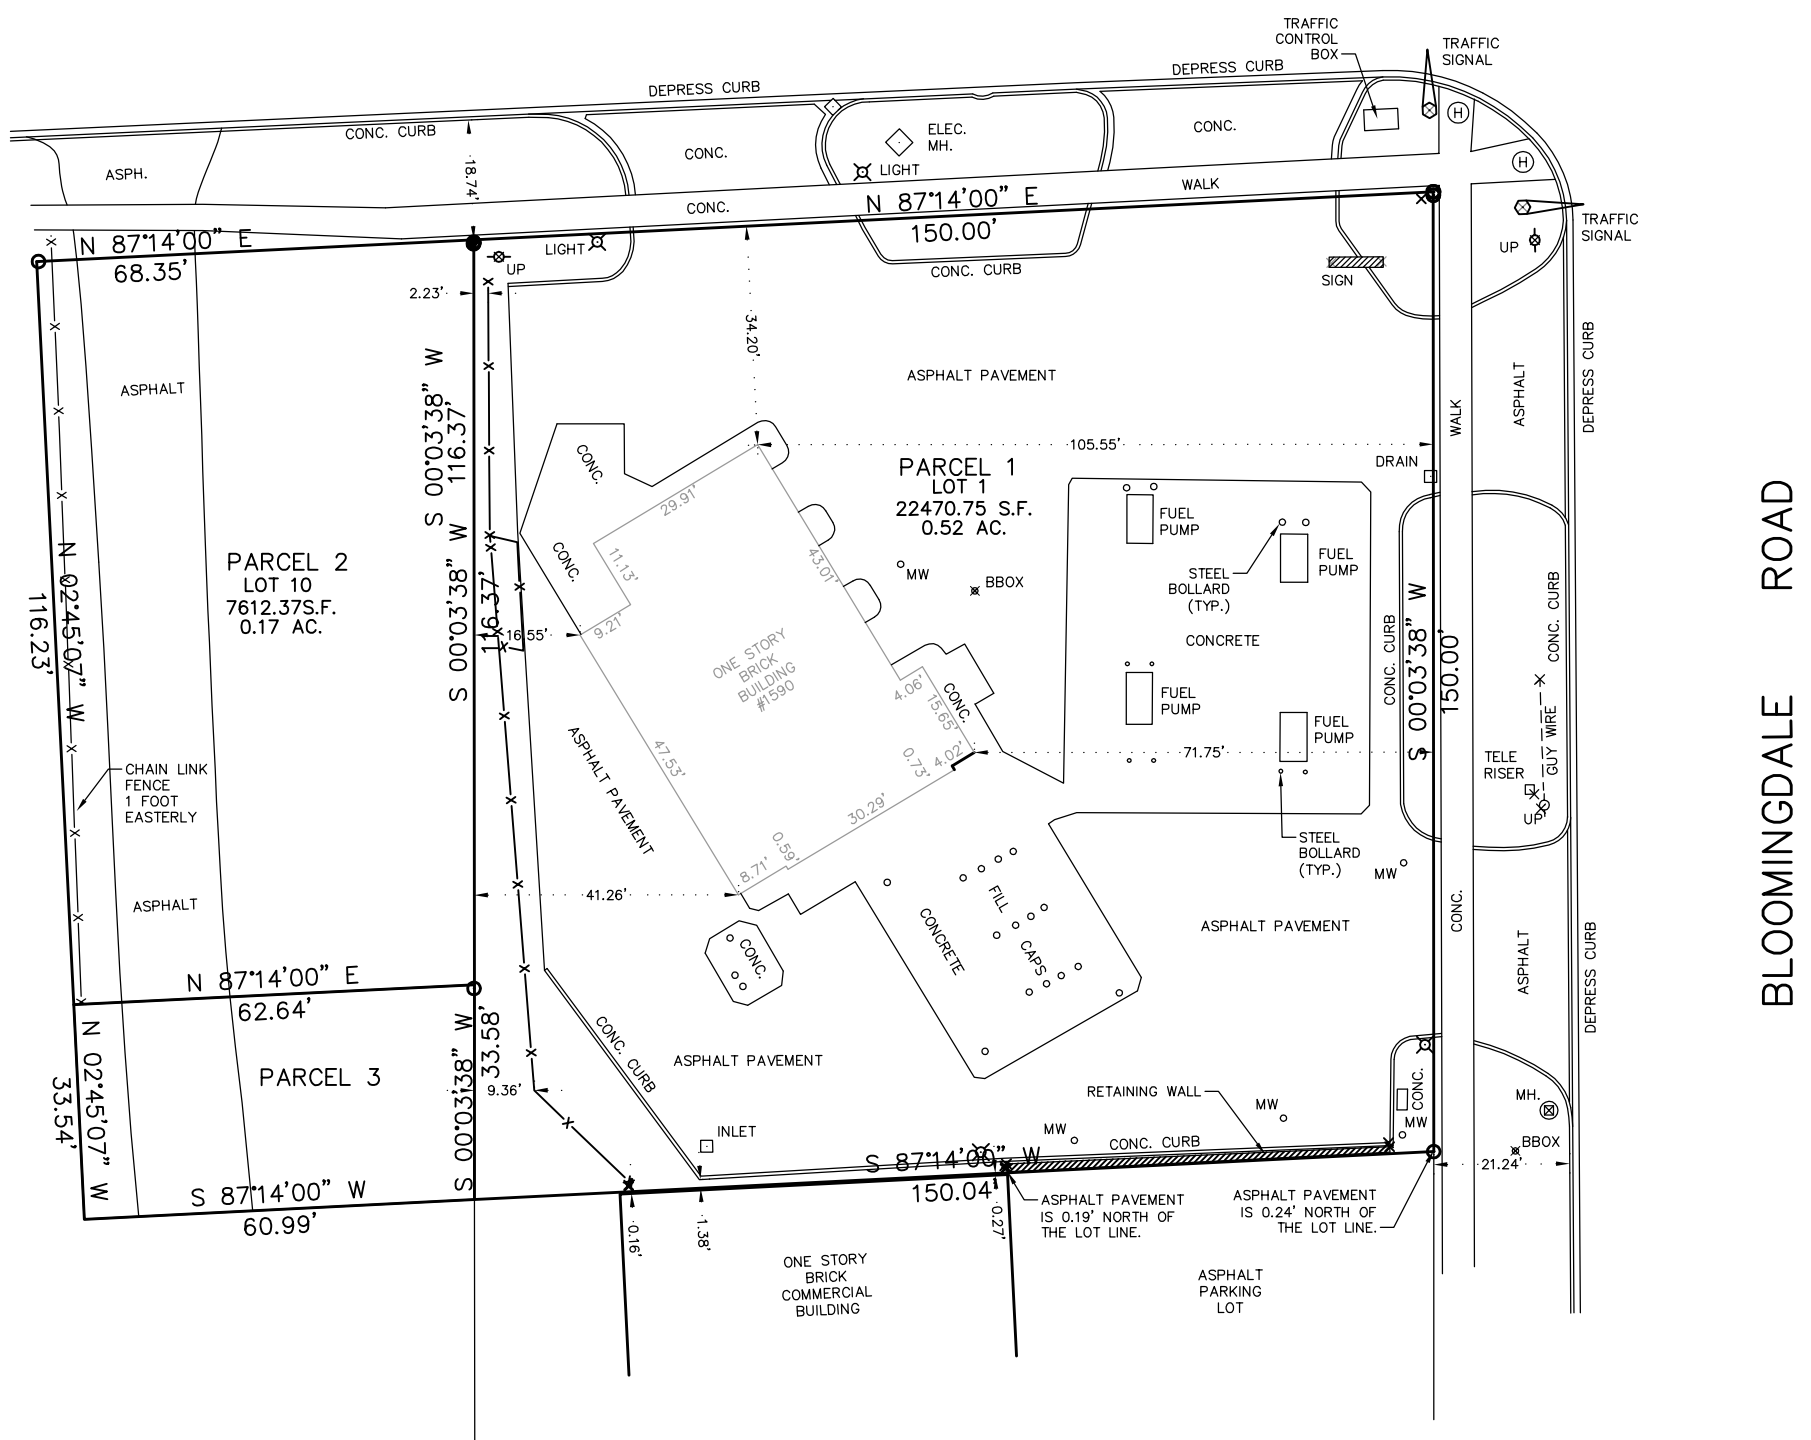 TRAFFIC
CONTROL
BOX
TRAFFIC
SIGNAL
DEPRESS CURB
DEPRESS CURB
CONC. CURB
ASPH.
18.74'
CONC.
ELEC.
MH.
LIGHT
CONC.
H
H
WALK
CONC.
N 87°14'00" E
150.00'
N 87°14'00" E
68.35'
LIGHT
UP
CONC. CURB
SIGN
UP
TRAFFIC
SIGNAL
2.23'
34.20'
ASPHALT
ASPHALT PAVEMENT
S 00°03'38" W
116.37'
S 00°03'38" W
116.37'
WALK
ASPHALT
DEPRESS CURB
105.55'
DRAIN
CONC.
CONC.
29.91'
11.13'
9.21'
43.01'
PARCEL 1
LOT 1
22470.75 S.F.
0.52 AC.
MW
BBOX
FUEL
PUMP
FUEL
PUMP
STEEL
BOLLARD
(TYP.)
CONCRETE
FUEL
PUMP
FUEL
PUMP
CONC. CURB
S 00°03'38" W
150.00'
CONC. CURB
GUY WIRE
TELE
RISER
UP
BLOOMINGDALE ROAD
PARCEL 2
LOT 10
7612.37S.F.
0.17 AC.
N 02°45'07" W
116.23'
16.55'
ONE STORY
BRICK
BUILDING
#1590
4.06'
15.65'
CONC.
4.02'
0.73'
71.75'
47.53'
30.29'
0.59'
8.71'
ASPHALT PAVEMENT
CHAIN LINK
FENCE
1 FOOT
EASTERLY
STEEL
BOLLARD
(TYP.)
MW
ASPHALT
41.26'
CONCRETE
FILL
CAPS
CONC.
ASPHALT PAVEMENT
CONC.
ASPHALT
DEPRESS CURB
N 87°14'00" E
62.64'
33.58'
S 00°03'38" W
CONC. CURB
ASPHALT PAVEMENT
PARCEL 3
N 02°45'07" W
33.54'
9.36'
RETAINING WALL
MW
CONC.
MW
MH.
INLET
MW
CONC. CURB
BBOX
S 87°14'00" W
150.04'
21.24'
S 87°14'00" W
60.99'
0.16'
1.38'
0.27'
ASPHALT PAVEMENT
IS 0.19' NORTH OF
THE LOT LINE.
ASPHALT PAVEMENT
IS 0.24' NORTH OF
THE LOT LINE.
ONE STORY
BRICK
COMMERCIAL
BUILDING
ASPHALT
PARKING
LOT